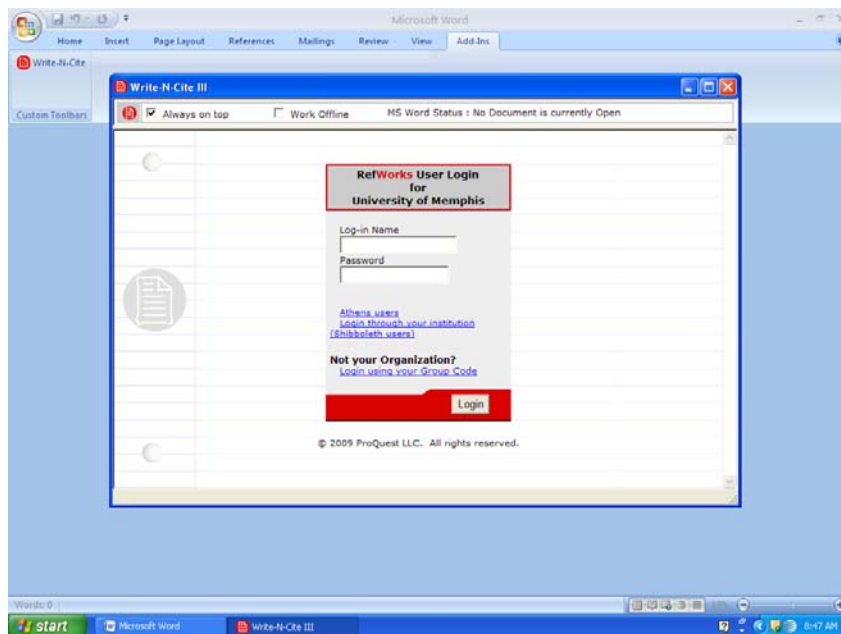 Microsoft Word
Home Insert Page Layout References Mailings Review View Add-Ins
Write-N-Cite
Custom Toolbars
Write-N-Cite III
Always on top Work Offline MS Word Status : No Document is currently Open
RefWorks User Login
for
University of Memphis
Log-in Name
Password
Athens users
Login through your institution
(Shibboleth users)
Not your Organization?
Login using your Group Code
Login
© 2009 ProQuest LLC. All rights reserved.
Words: 0
start Microsoft Word Write-N-Cite III 8:47 AM